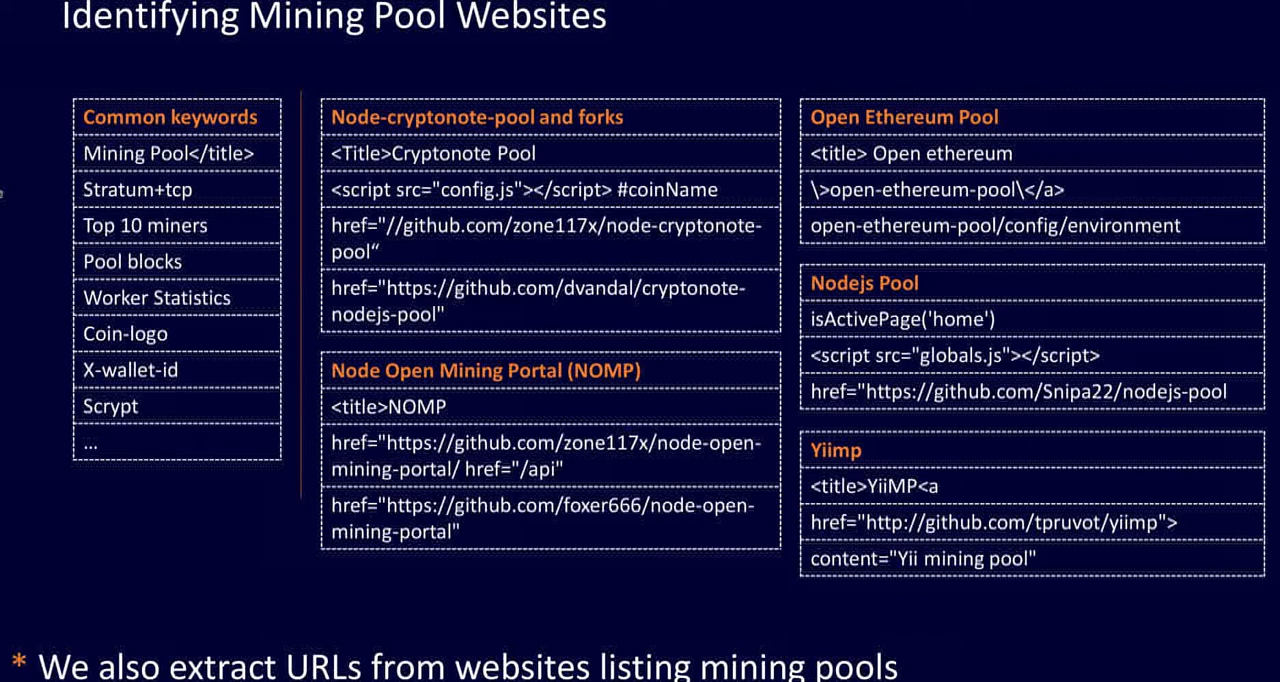 Identifying Mining Pool Websites
Common keywords
Mining Pool</title>
Stratum+tcp
Top 10 miners
Pool blocks
Worker Statistics
Coin-logo
X-wallet-id
Scrypt
...
Node-cryptonote-pool and forks
<Title>Cryptonote Pool
<script src="config.js"></script> #coinName
href="//github.com/zone117x/node-cryptonote-
pool“
href="https://github.com/dvandal/cryptonote-
nodejs-pool"
Node Open Mining Portal (NOMP)
<title>NOMP
href="https://github.com/zone117x/node-open-
mining-portal/ href="/api"
href="https://github.com/foxer666/node-open-
mining-portal"
Open Ethereum Pool
<title> Open ethereum
\>open-ethereum-pool\</a>
open-ethereum-pool/config/environment
Nodejs Pool
isActivePage('home')
<script src="globals.js"></script>
href="https://github.com/Snipa22/nodejs-pool
Yiimp
<title>YiiMP<a
href="http://github.com/tpruvot/yiimp">
content="Yii mining pool"
* We also extract URLs from websites listing mining pools